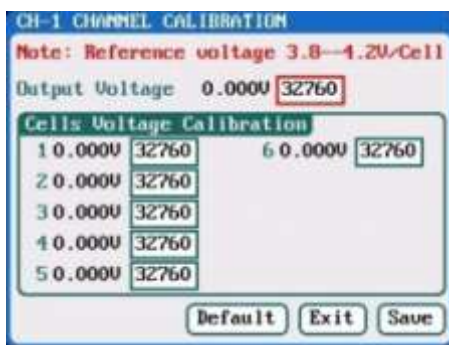 CH-1 CHANNEL CALIBRATION
Note: Reference voltage 3.8--4.2V/Cell
Output Voltage 0.000V 32760
Cells Voltage Calibration
1 0.000V 32760 6 0.000V 32760
2 0.000V 32760
3 0.000V 32760
4 0.000V 32760
5 0.000V 32760
Default Exit Save